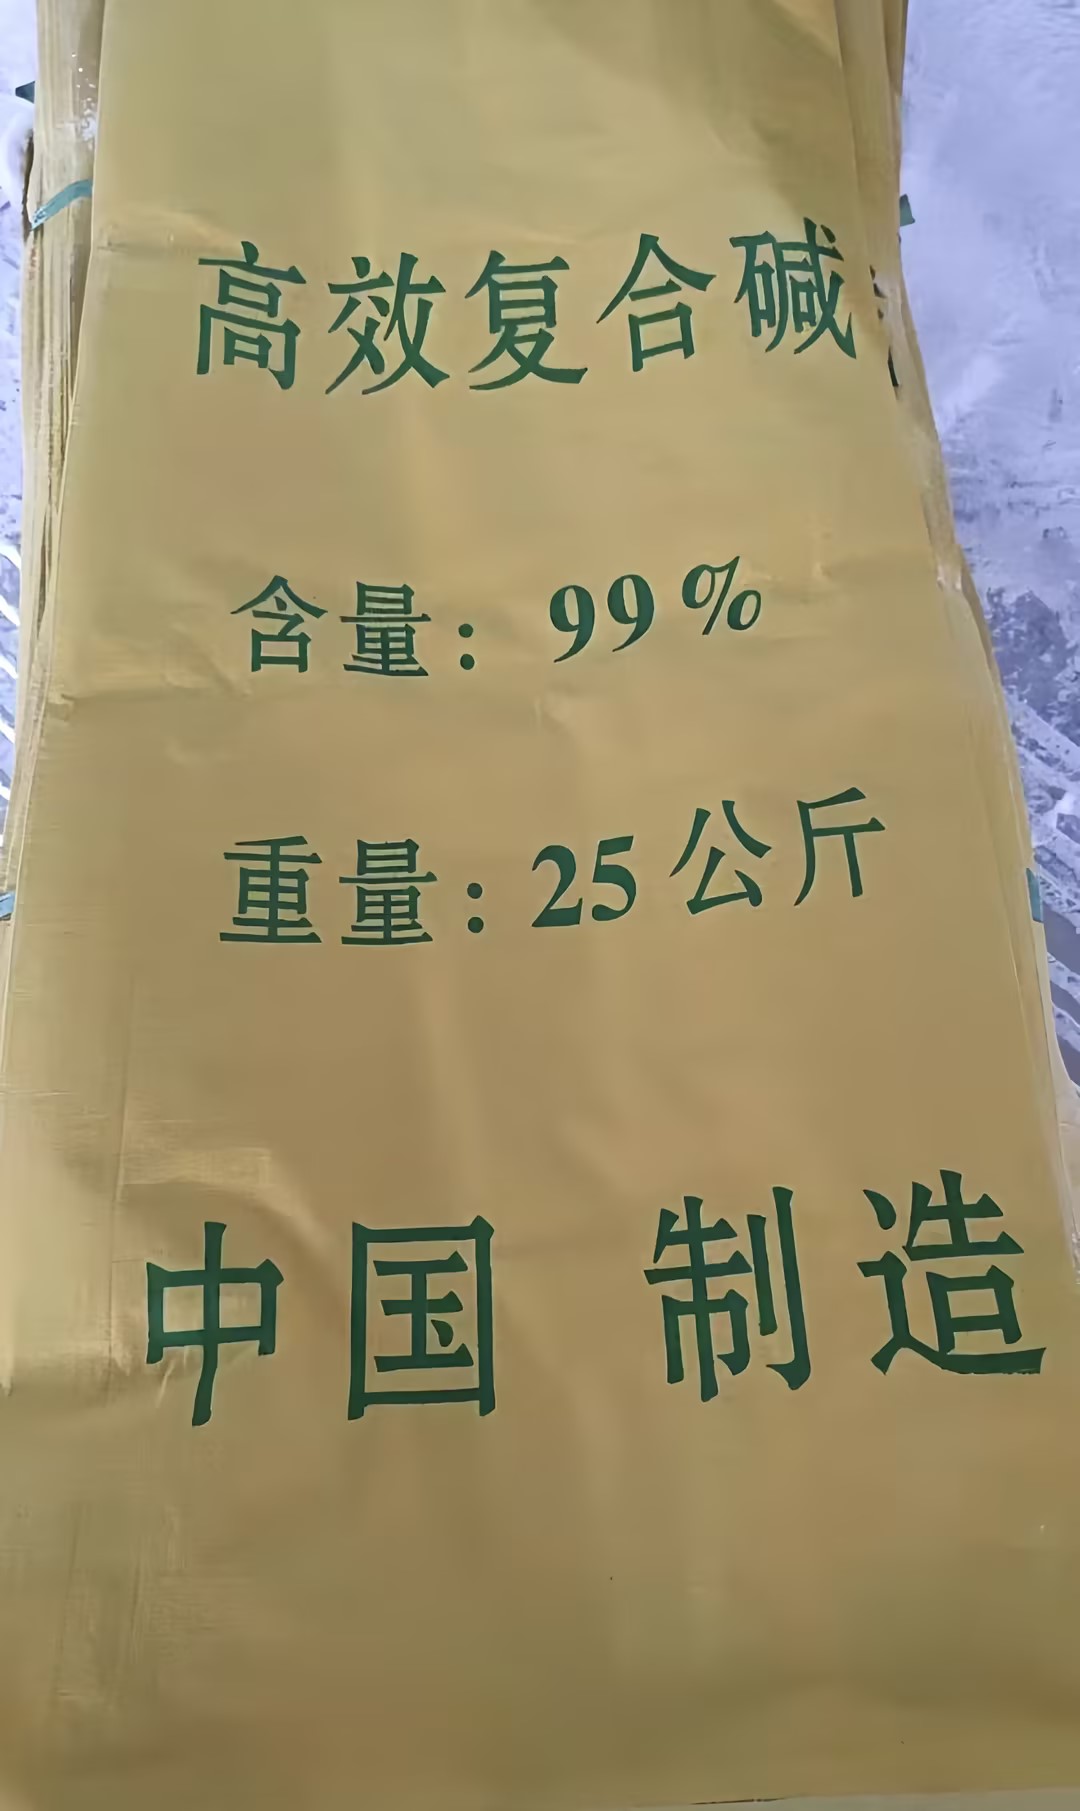 高效复合碱
含量：99%
重量：25公斤
中国 制造